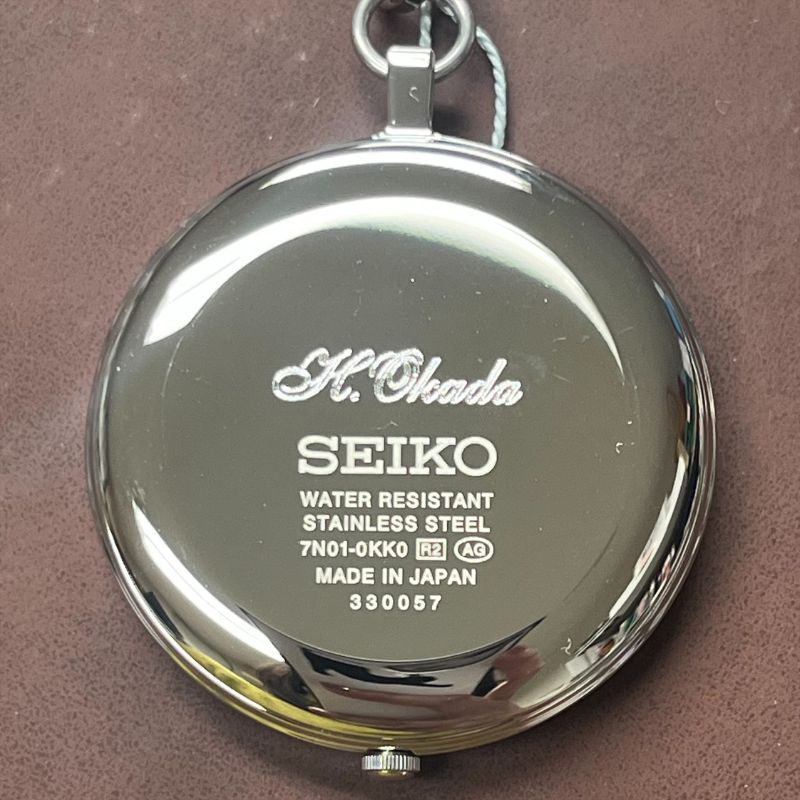 H. Okada
SEIKO
WATER RESISTANT
STAINLESS STEEL
7N01-0KK0 R2 AG
MADE IN JAPAN
330057